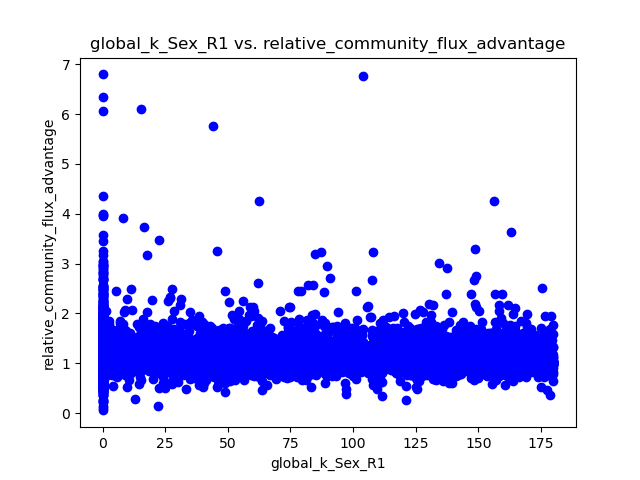 global_k_Sex_R1 vs. relative_community_flux_advantage
7
6
5
4
3
2
1
0
relative_community_flux_advantage
0 25 50 75 100 125 150 175
global_k_Sex_R1